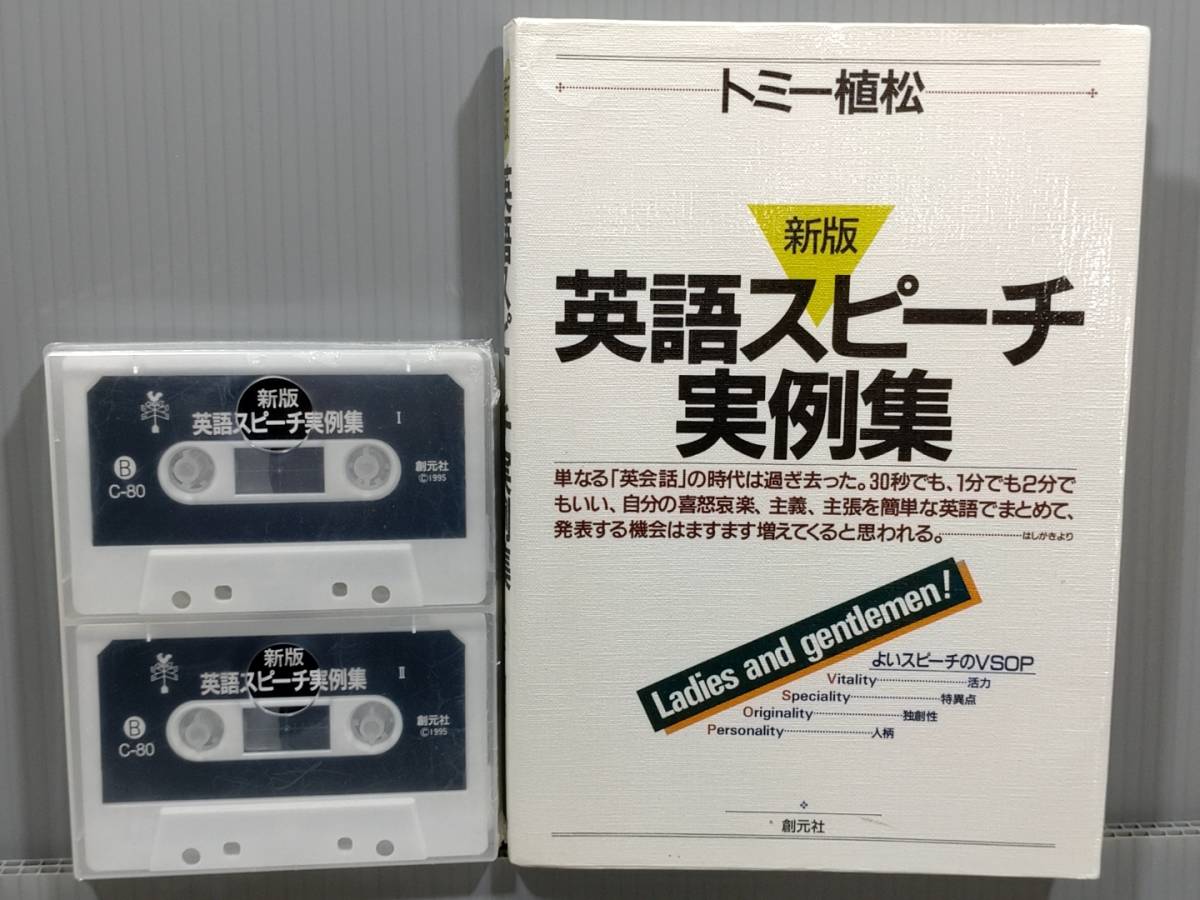 新版
英語スピーチ実例集
I
B
C-80
創元社
©1995
新版
英語スピーチ実例集
II
B
C-80
創元社
©1995
トミー植松
新版
英語スピーチ
実例集
単なる「英会話」の時代は過ぎ去った。30秒でも、1分でも2分で
もいい、自分の喜怒哀楽、主義、主張を簡単な英語でまとめて、
発表する機会はますます増えてくると思われる。
はしがきより
Ladies and gentlemen!
よいスピーチのVSOP
Vitality 活力
Speciality 特異点
Originality 独創性
Personality 人柄
創元社